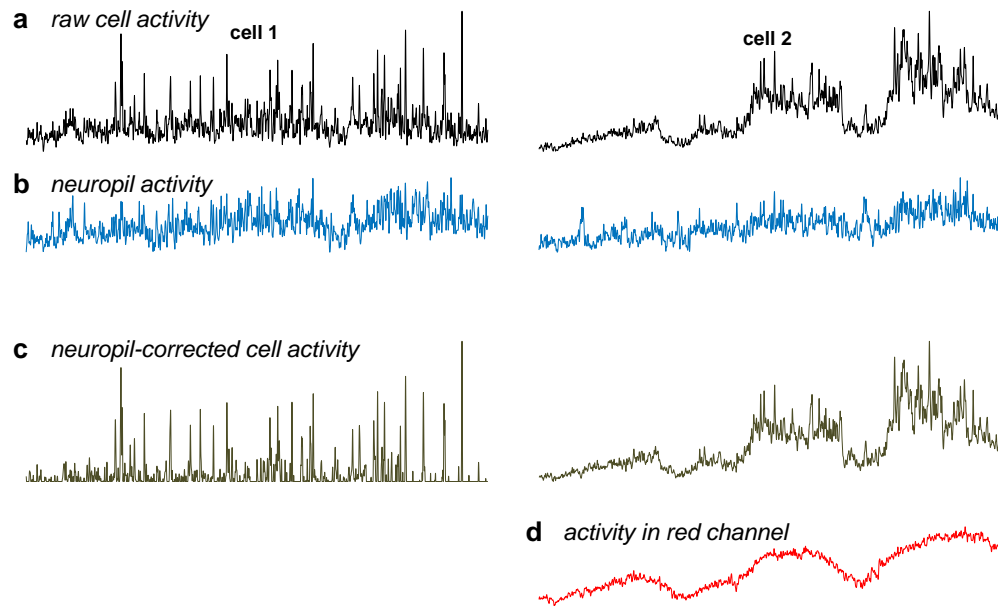 a raw cell activity
cell 1
cell 2
b neuropil activity
c neuropil-corrected cell activity
d activity in red channel